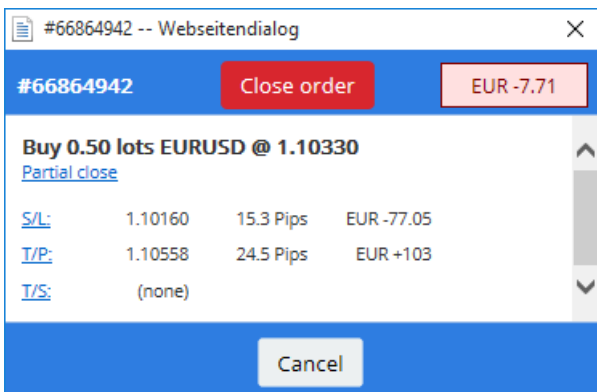 #66864942 -- Webseitendialog
#66864942 Close order EUR -7.71
Buy 0.50 lots EURUSD @ 1.10330
Partial close
S/L: 1.10160 15.3 Pips EUR -77.05
T/P: 1.10558 24.5 Pips EUR +103
T/S: (none)
Cancel